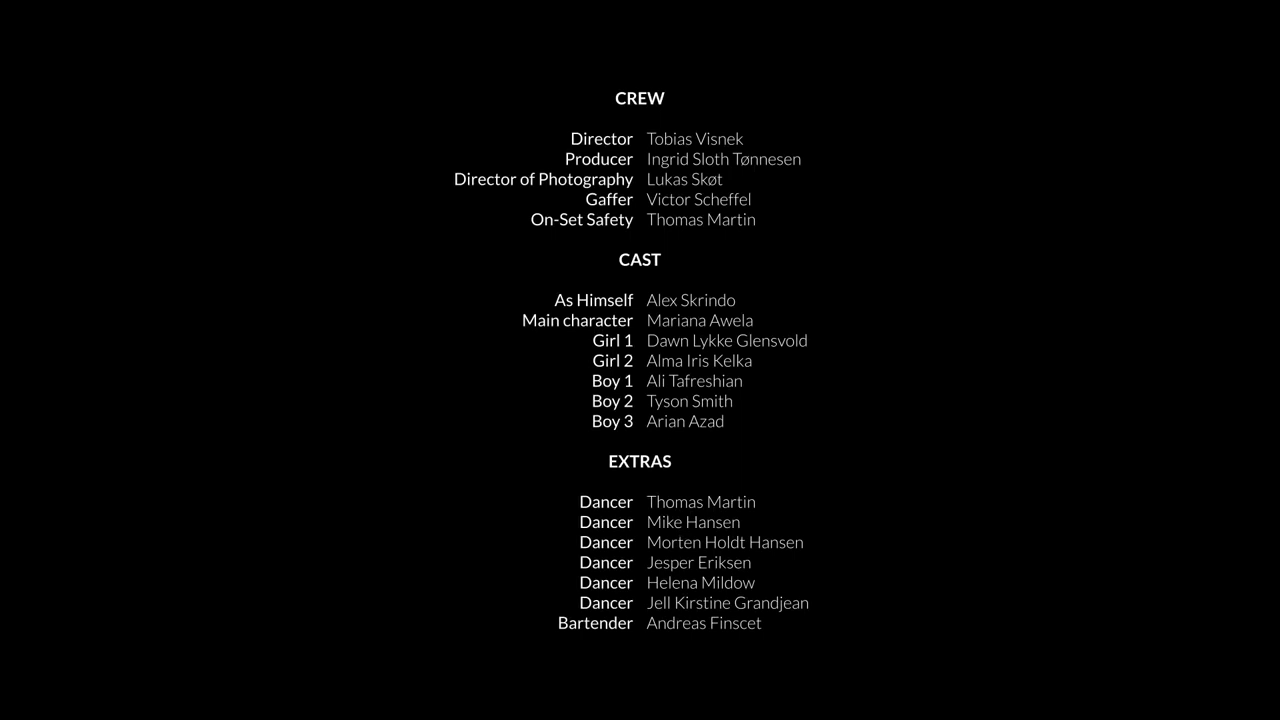 CREW
Director Tobias Visnek
Producer Ingrid Sloth Tønnesen
Director of Photography Lukas Skøt
Gaffer Victor Scheffel
On-Set Safety Thomas Martin
CAST
As Himself Alex Skrindo
Main character Mariana Awela
Girl 1 Dawn Lykke Glensvold
Girl 2 Alma Iris Kelka
Boy 1 Ali Tafreshian
Boy 2 Tyson Smith
Boy 3 Arian Azad
EXTRAS
Dancer Thomas Martin
Dancer Mike Hansen
Dancer Morten Holdt Hansen
Dancer Jesper Eriksen
Dancer Helena Mildow
Dancer Jell Kirstine Grandjean
Bartender Andreas Finscet